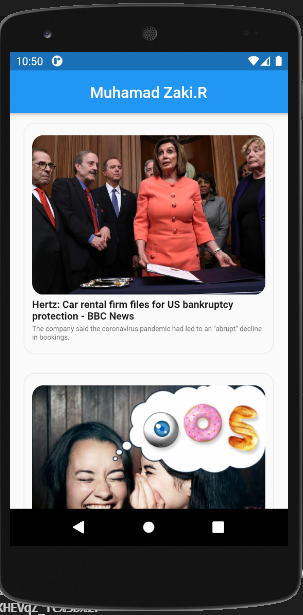 10:50
Muhamad Zaki.R
Hertz: Car rental firm files for US bankruptcy
protection - BBC News
The company said the coronavirus pandemic had led to an "abrupt" decline
in bookings.